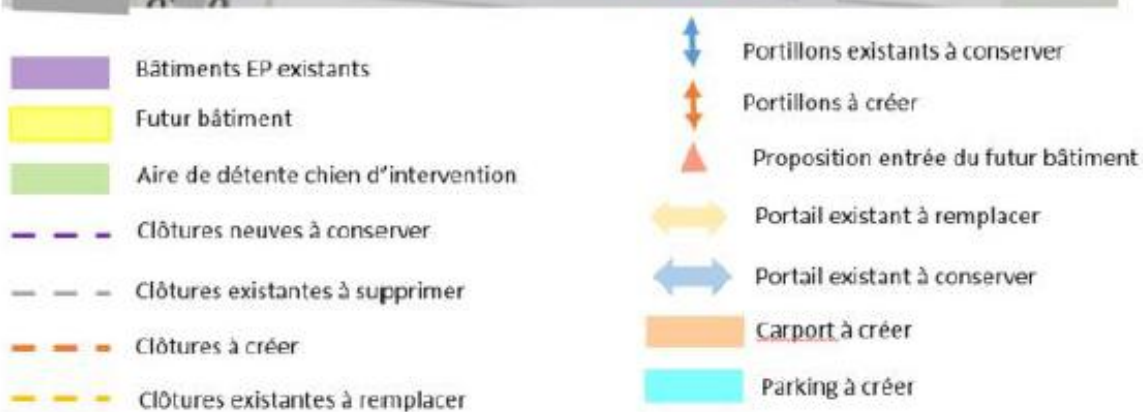 Bâtiments EP existants
Futur bâtiment
Aire de détente chien d'intervention
Clôtures neuves à conserver
Clôtures existantes à supprimer
Clôtures à créer
Clôtures existantes à remplacer
Portillons existants à conserver
Portillons à créer
Proposition entrée du futur bâtiment
Portail existant à remplacer
Portail existant à conserver
Carport à créer
Parking à créer